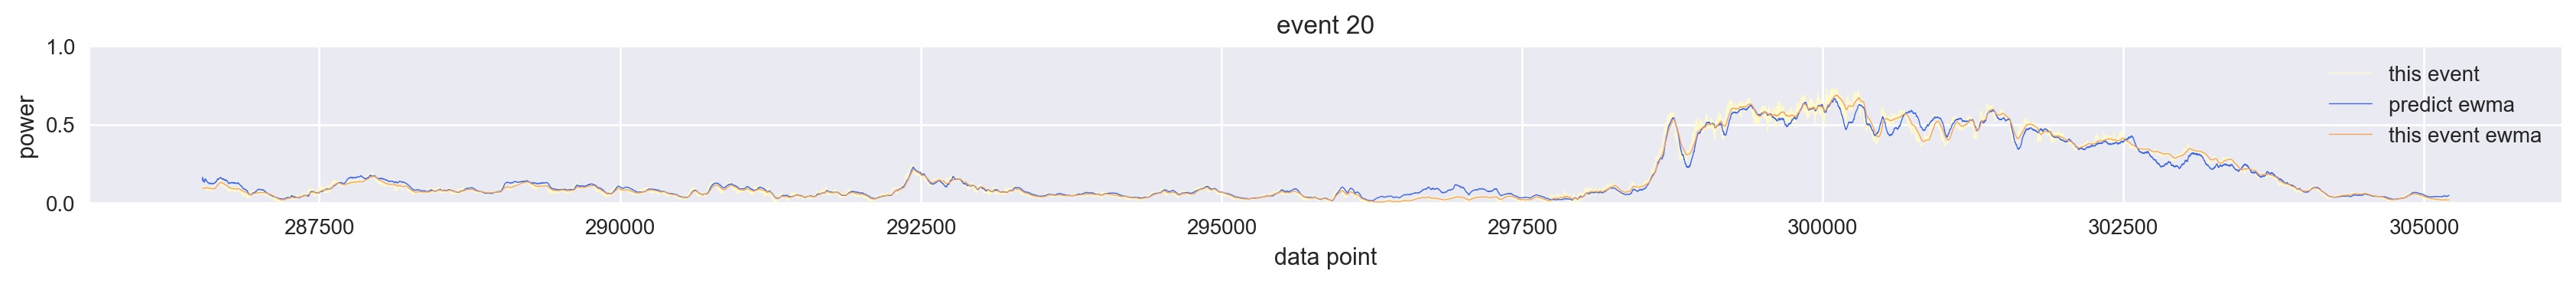 event 20
1.0
0.5
0.0
power
this event
predict ewma
this event ewma
287500 290000 292500 295000 297500 300000 302500 305000
data point